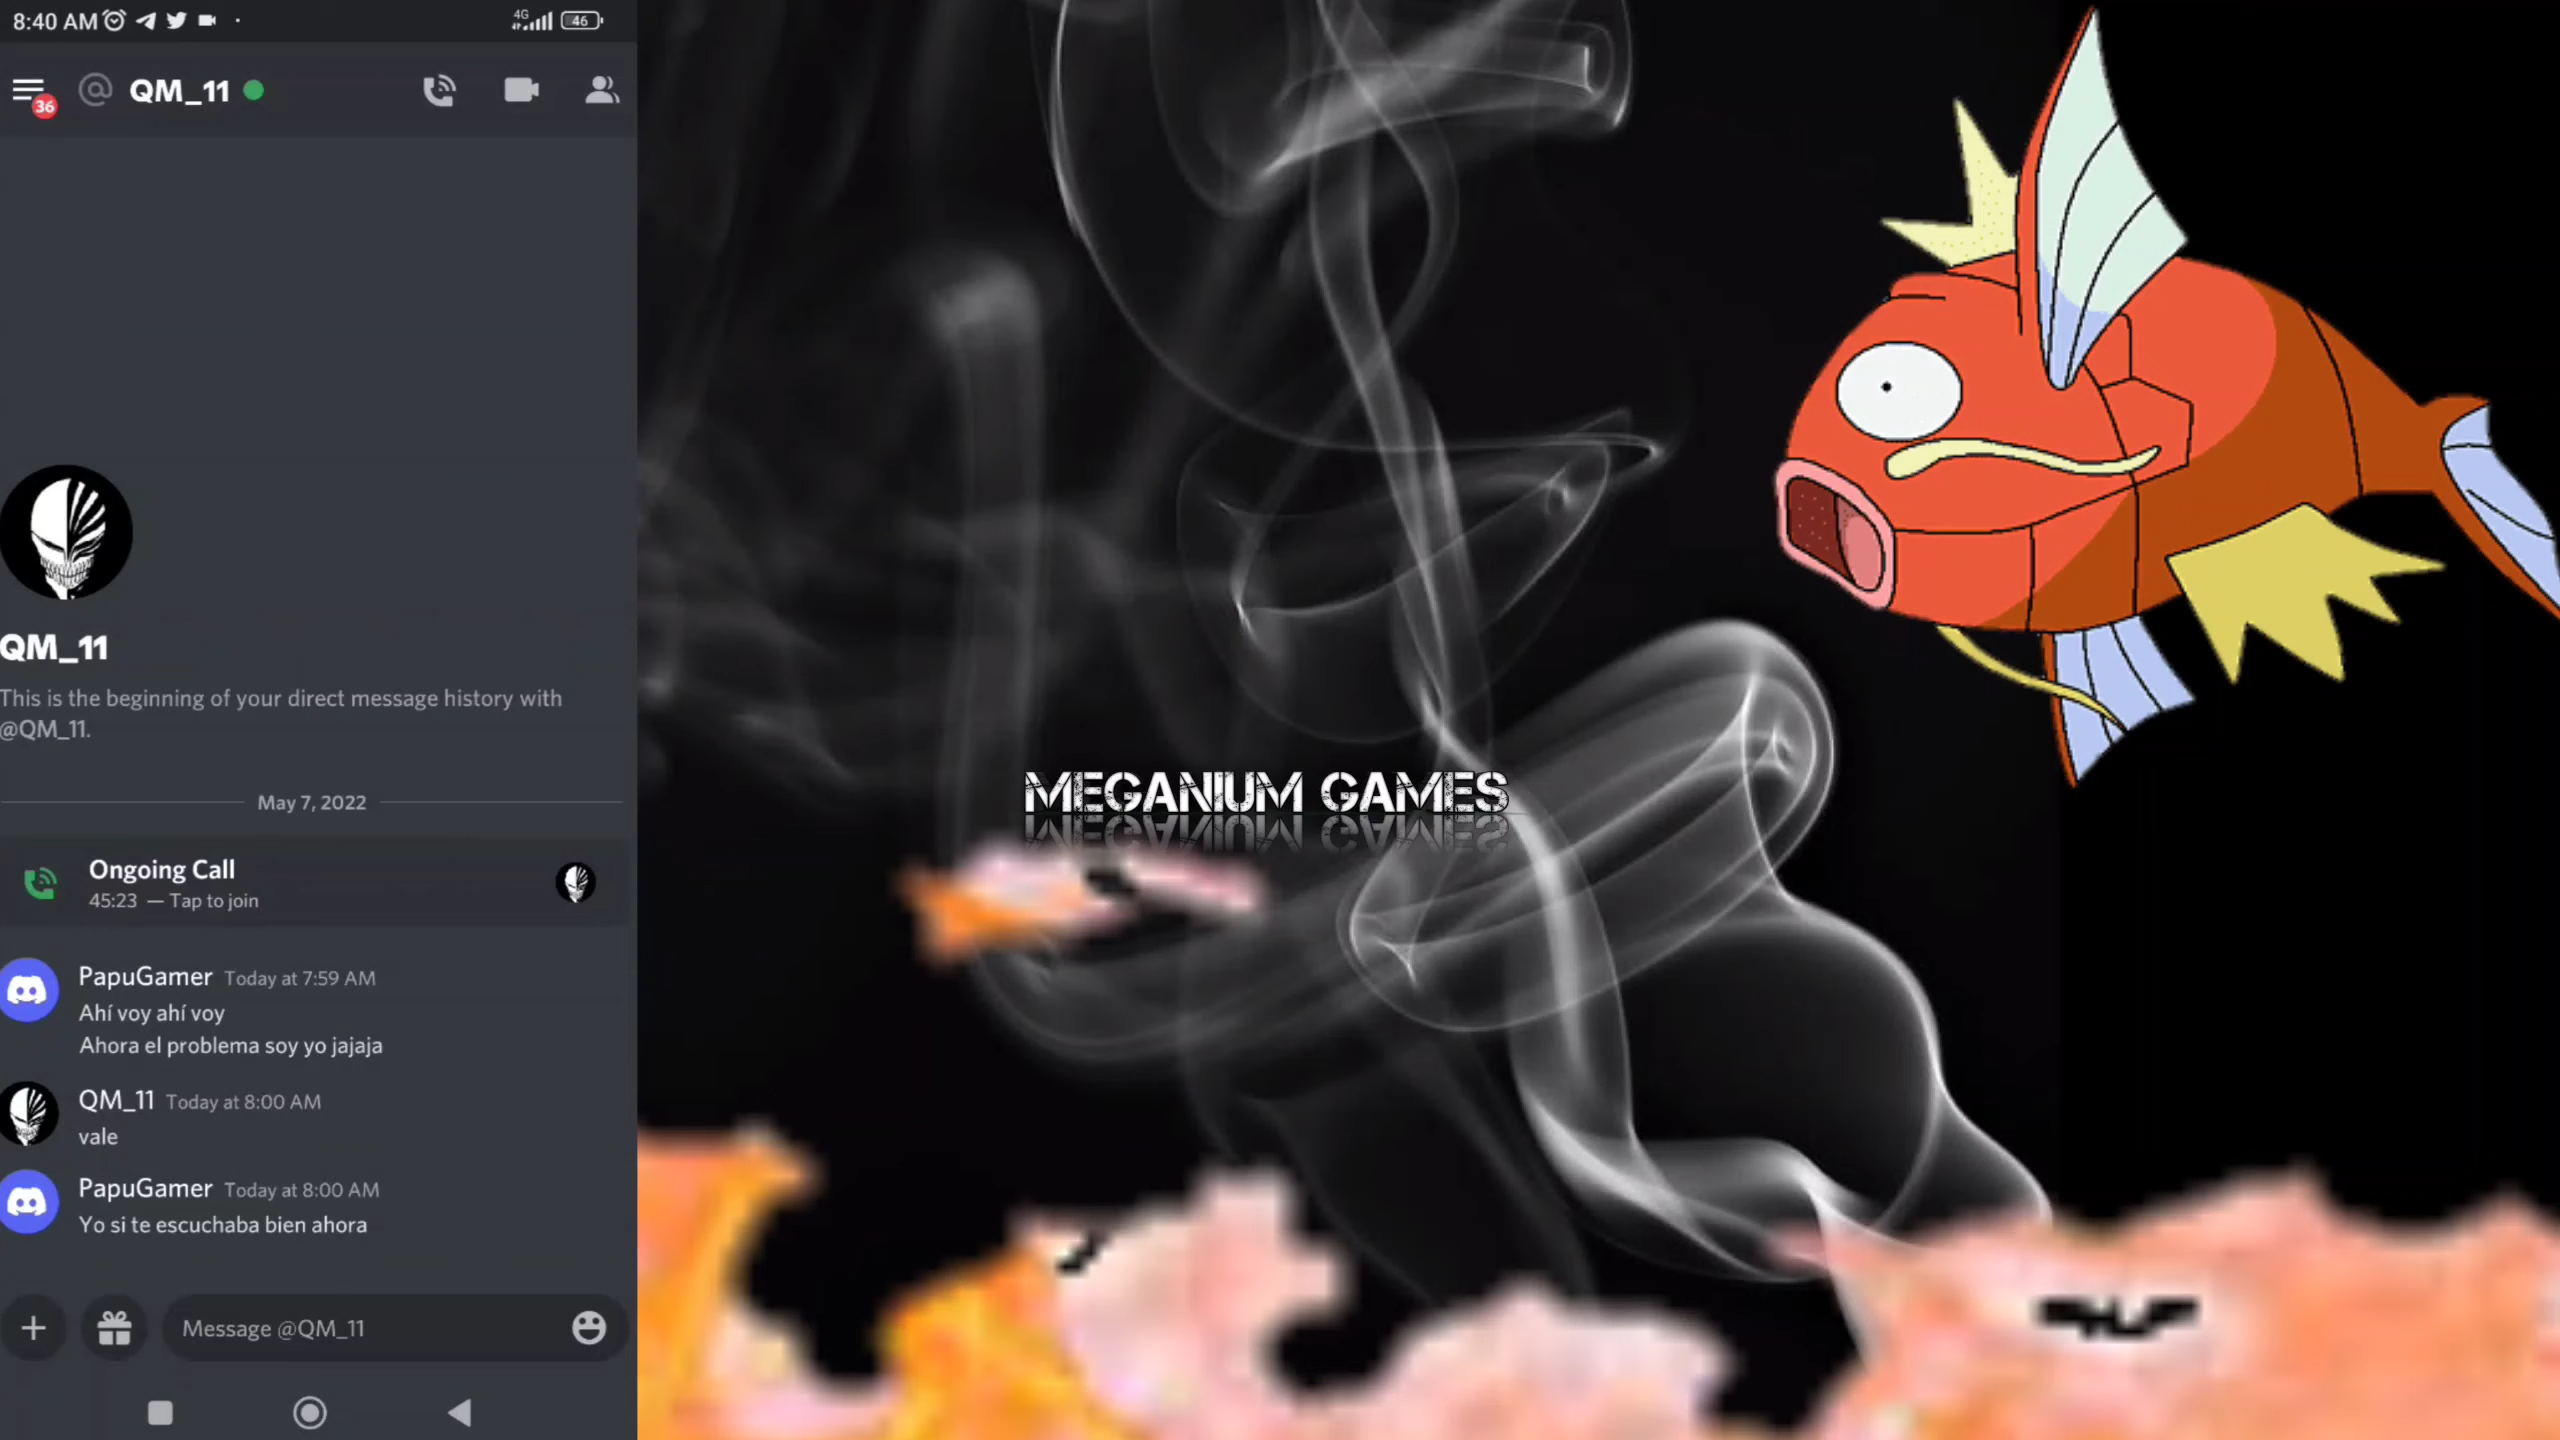 8:40 AM
4G
46
36
@ QM_11
QM_11
This is the beginning of your direct message history with
@QM_11.
May 7, 2022
Ongoing Call
45:23 — Tap to join
PapuGamer Today at 7:59 AM
Ahí voy ahí voy
Ahora el problema soy yo jajaja
QM_11 Today at 8:00 AM
vale
PapuGamer Today at 8:00 AM
Yo si te escuchaba bien ahora
Message @QM_11
MEGANIUM GAMES